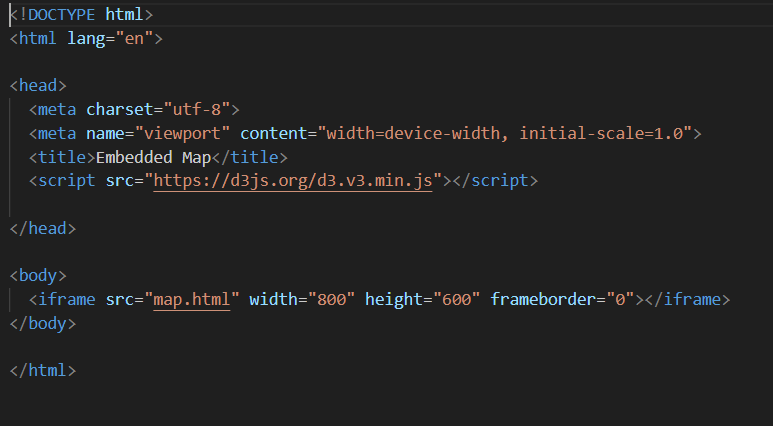 <!DOCTYPE html>
<html lang="en">
<head>
<meta charset="utf-8">
<meta name="viewport" content="width=device-width, initial-scale=1.0">
<title>Embedded Map</title>
<script src="https://d3js.org/d3.v3.min.js"></script>
</head>
<body>
<iframe src="map.html" width="800" height="600" frameborder="0"></iframe>
</body>
</html>